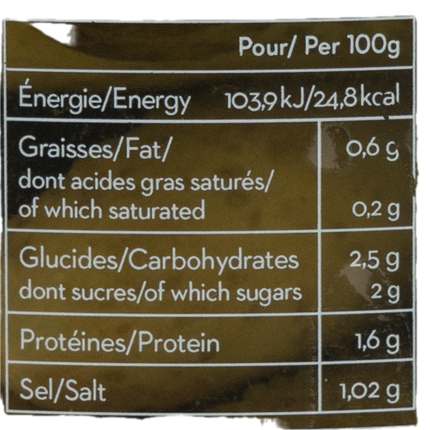 Pour/ Per 100g
Énergie/Energy 103,9 kJ/24,8 kcal
Graisses/Fat/ 0,6 g
dont acides gras saturés/
of which saturated 0,2 g
Glucides/Carbohydrates 2,5 g
dont sucres/of which sugars 2 g
Protéines/Protein 1,6 g
Sel/Salt 1,02 g